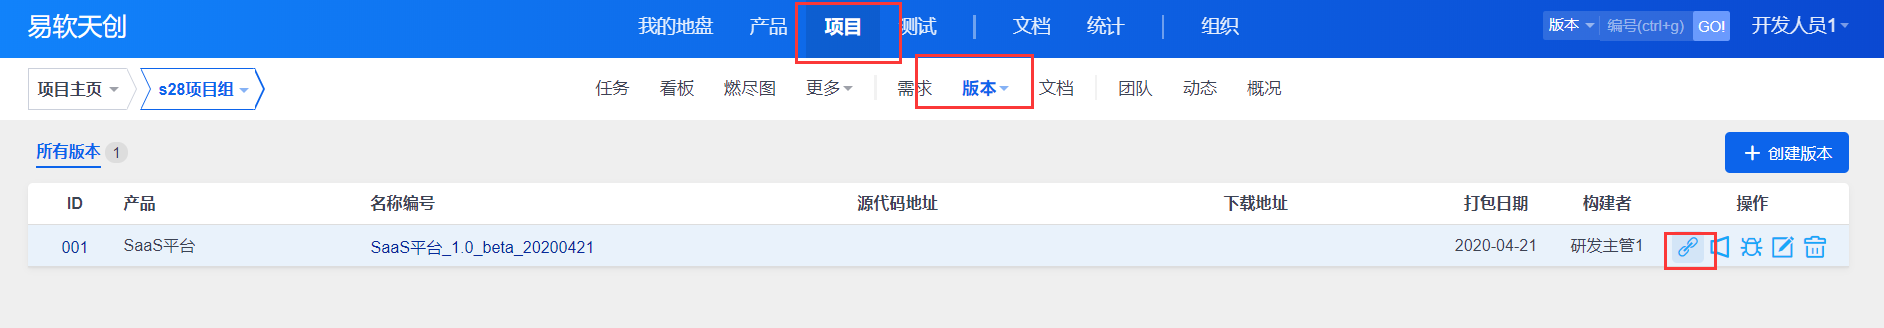 易软天创 我的地盘 产品 项目 测试 文档 统计 组织 版本 编号(ctrl+g) GO! 开发人员1
项目主页 s28项目组 任务 看板 燃尽图 更多 需求 版本 文档 团队 动态 概况
所有版本 1 创建版本
ID 产品 名称编号 源代码地址 下载地址 打包日期 构建者 操作
001 SaaS平台 SaaS平台_1.0_beta_20200421 2020-04-21 研发主管1